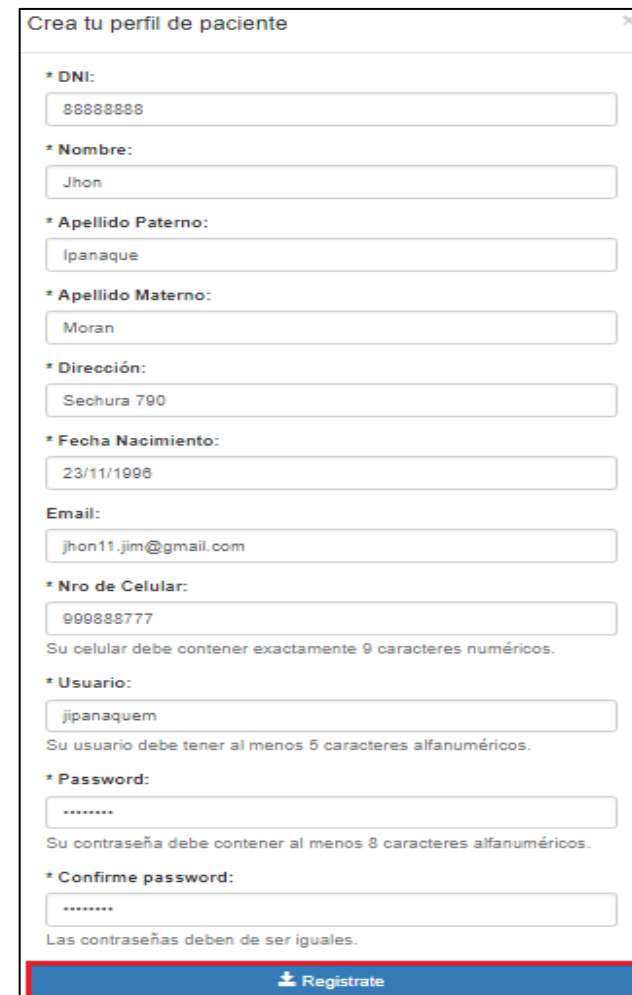 Crea tu perfil de paciente
×
* DNI:
88888888
* Nombre:
Jhon
* Apellido Paterno:
Ipanaque
* Apellido Materno:
Moran
* Dirección:
Sechura 790
* Fecha Nacimiento:
23/11/1996
Email:
jhon11.jim@gmail.com
* Nro de Celular:
999888777
Su celular debe contener exactamente 9 caracteres numéricos.
* Usuario:
jipanaquem
Su usuario debe tener al menos 5 caracteres alfanuméricos.
* Password:
••••••••
Su contraseña debe contener al menos 8 caracteres alfanuméricos.
* Confirme password:
••••••••
Las contraseñas deben de ser iguales.
Registrate